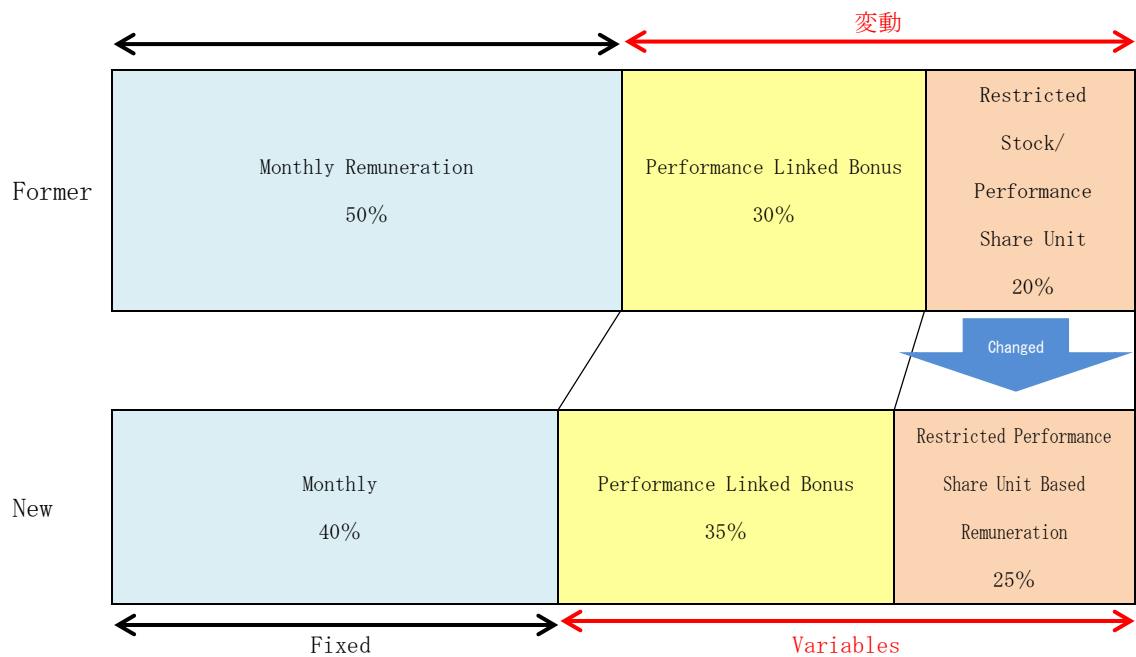 変動
Former
Monthly Remuneration
50%
Performance Linked Bonus
30%
Restricted
Stock/
Performance
Share Unit
20%
Changed
New
Monthly
40%
Performance Linked Bonus
35%
Restricted Performance
Share Unit Based
Remuneration
25%
Fixed
Variables